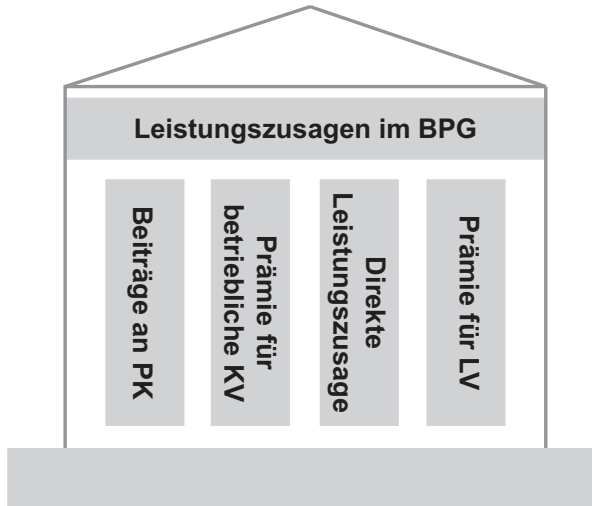 Leistungszusagen im BPG
Beiträge an PK
Prämie für
betriebliche KV
Direkte
Leistungszusage
Prämie für LV